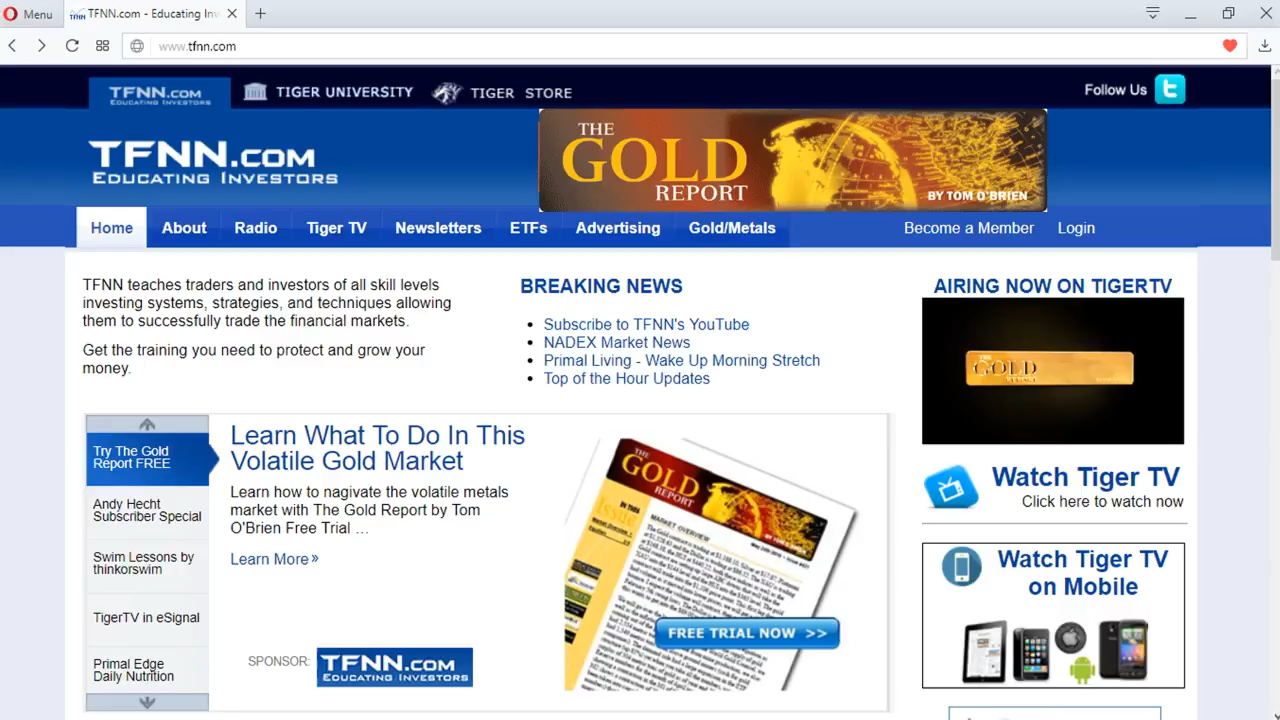 Menu
TFNN.com - Educating Inv
www.tfnn.com
TFNN.COM
EDUCATING INVESTORS
TIGER UNIVERSITY
TIGER STORE
Follow Us
TFNN.COM
EDUCATING INVESTORS
THE
GOLD
REPORT
BY TOM O'BRIEN
Home
About
Radio
Tiger TV
Newsletters
ETFs
Advertising
Gold/Metals
Become a Member
Login
TFNN teaches traders and investors of all skill levels
investing systems, strategies, and techniques allowing
them to successfully trade the financial markets.
Get the training you need to protect and grow your
money.
BREAKING NEWS
Subscribe to TFNN's YouTube
NADEX Market News
Primal Living - Wake Up Morning Stretch
Top of the Hour Updates
AIRING NOW ON TIGERTV
THE
GOLD
REPORT
Watch Tiger TV
Click here to watch now
Watch Tiger TV
on Mobile
Try The Gold
Report FREE
Andy Hecht
Subscriber Special
Swim Lessons by
thinkorswim
TigerTV in eSignal
Primal Edge
Daily Nutrition
Learn What To Do In This
Volatile Gold Market
Learn how to nagivate the volatile metals
market with The Gold Report by Tom
O'Brien Free Trial …
Learn More »
SPONSOR:
TFNN.COM
EDUCATING INVESTORS
THE
GOLD
REPORT
MARKET OVERVIEW
FREE TRIAL NOW >>